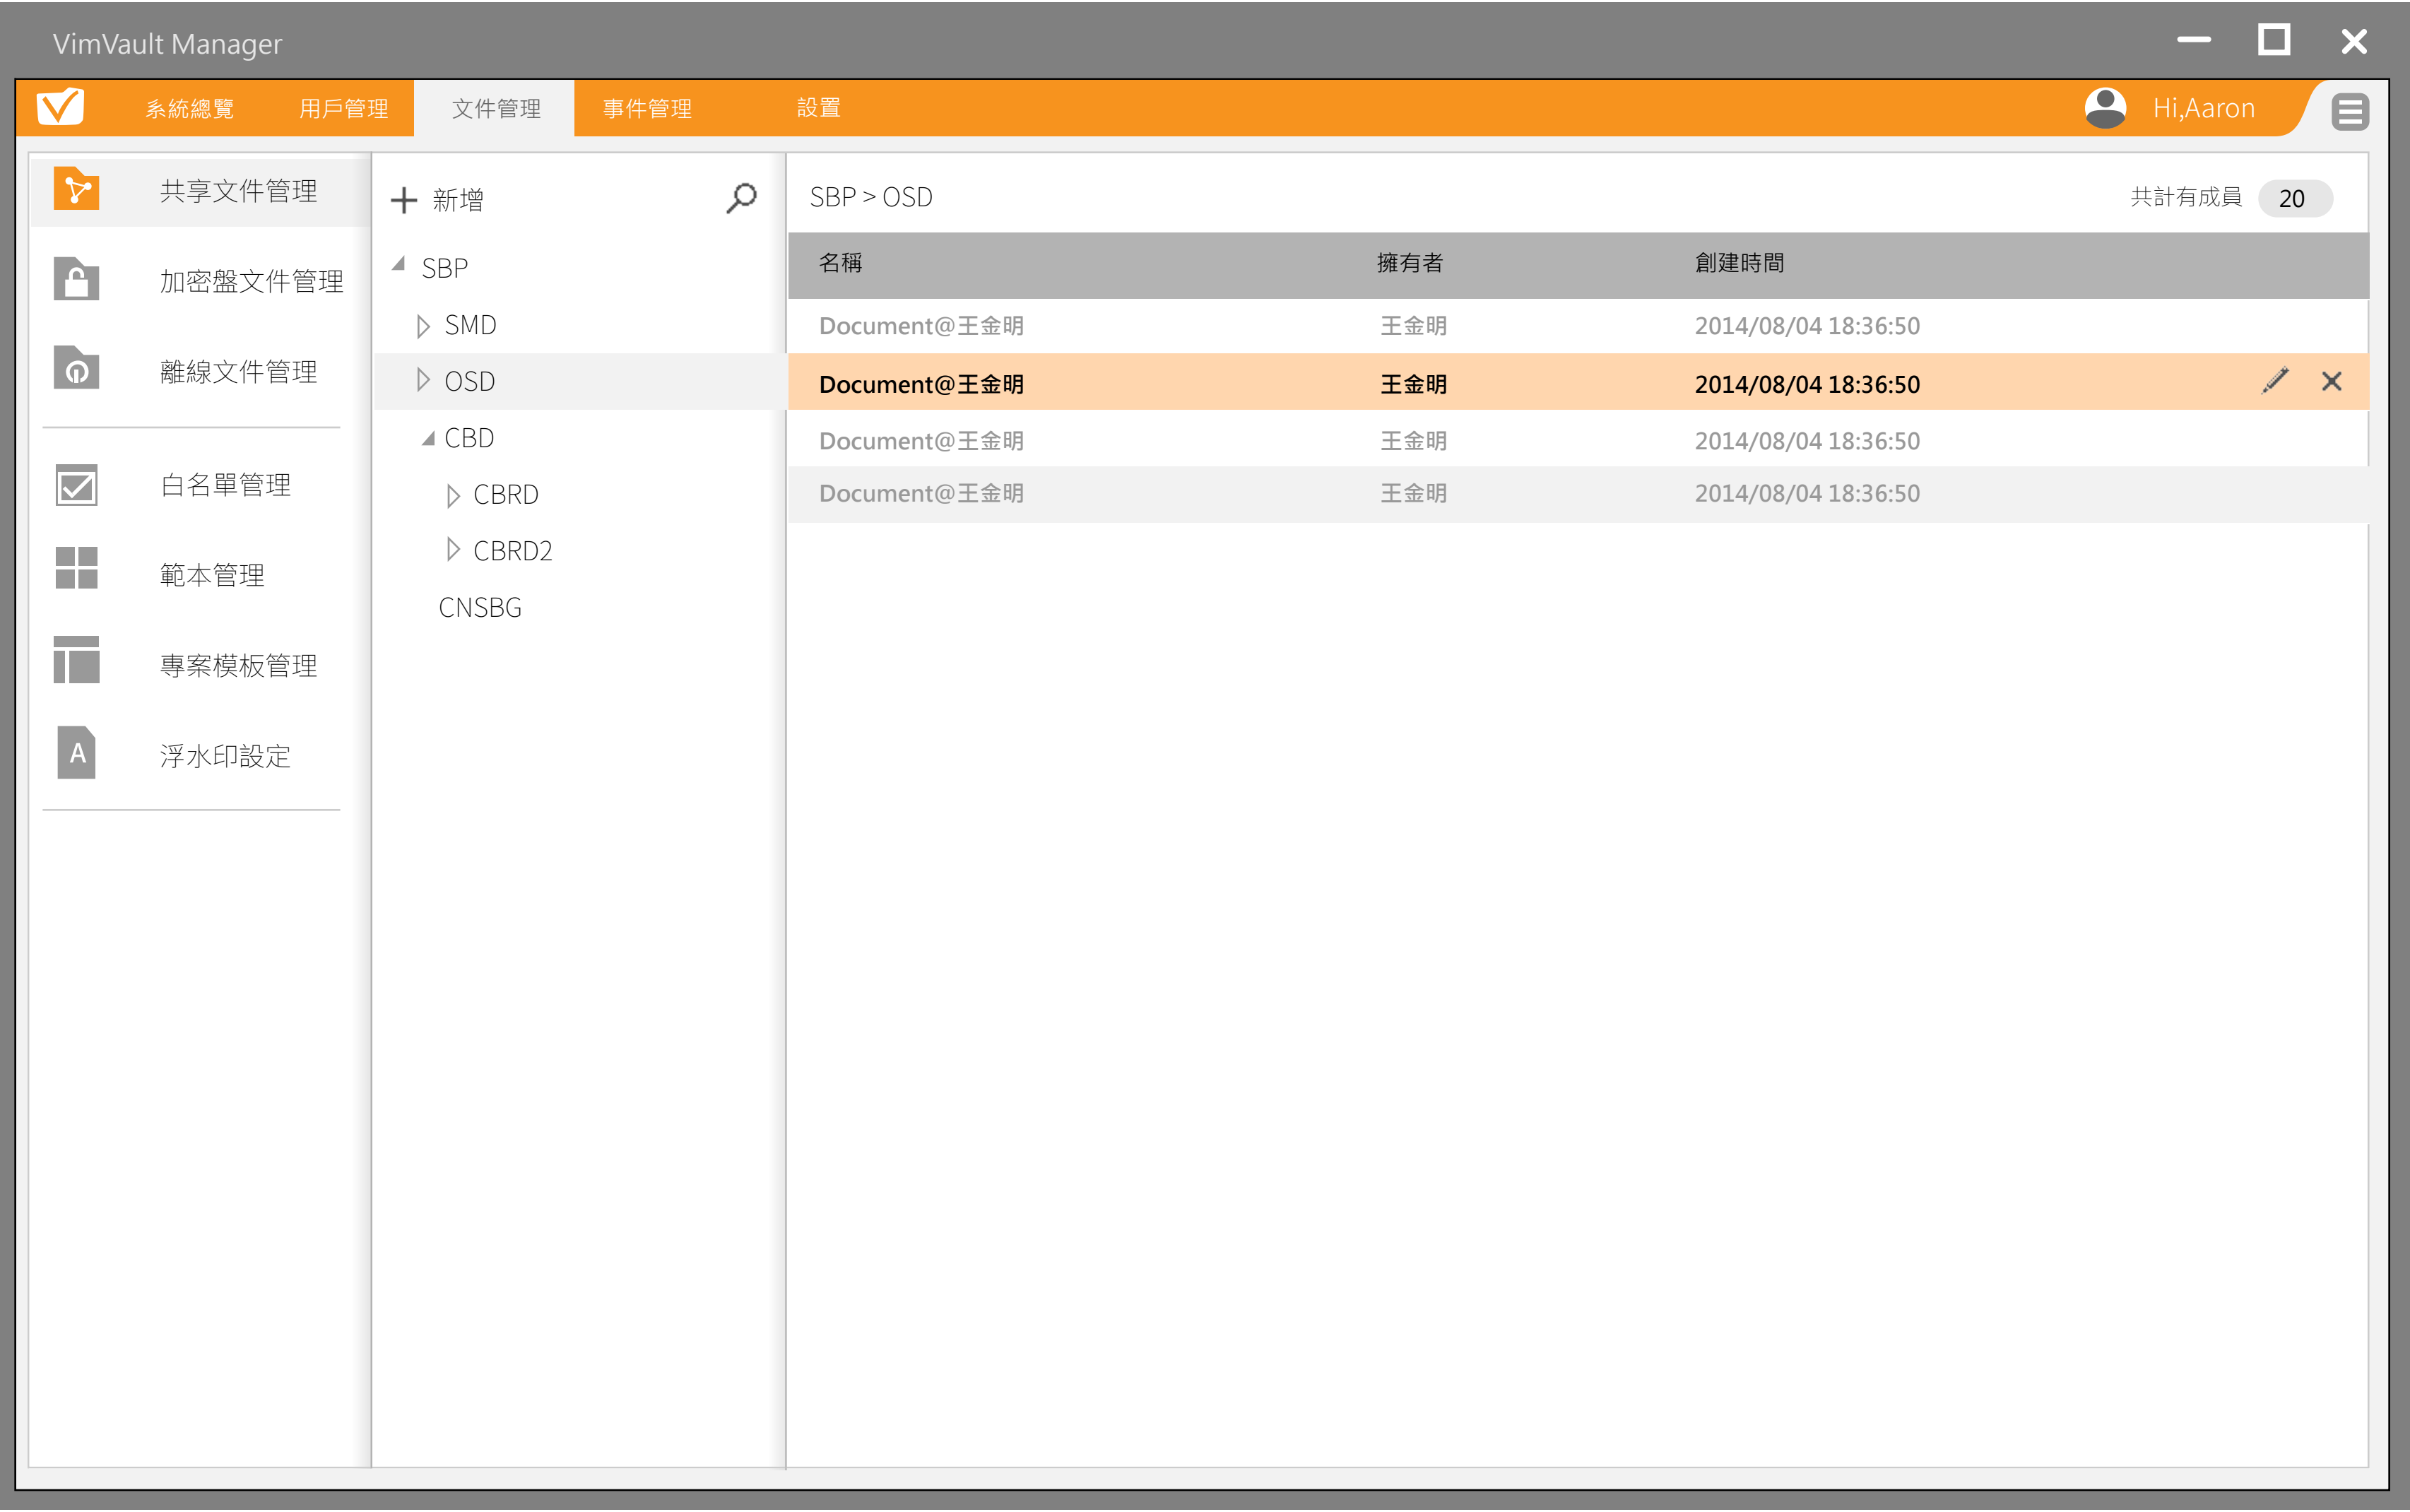 VimVault Manager
系統總覽 用戶管理 文件管理 事件管理 設置 Hi,Aaron
共享文件管理
加密盤文件管理
離線文件管理
白名單管理
範本管理
專案模板管理
A 浮水印設定
新增
SBP
SMD
OSD
CBD
CBRD
CBRD2
CNSBG
SBP > OSD 共計有成員 20
名稱 擁有者 創建時間
Document@王金明 王金明 2014/08/04 18:36:50
Document@王金明 王金明 2014/08/04 18:36:50
Document@王金明 王金明 2014/08/04 18:36:50
Document@王金明 王金明 2014/08/04 18:36:50